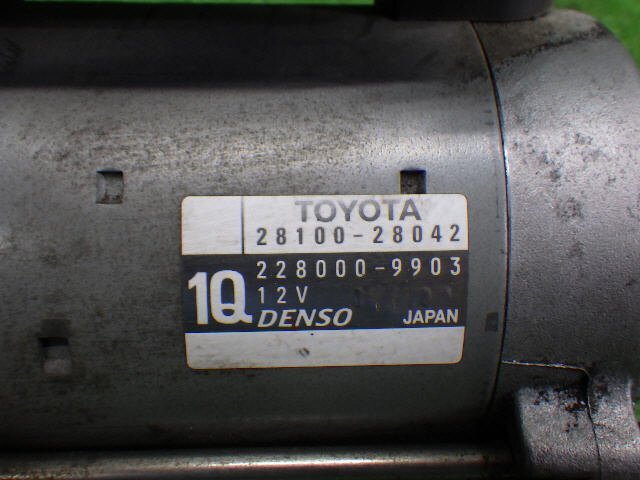 TOYOTA
28100-28042
228000-9903
1Q 12V
DENSO JAPAN